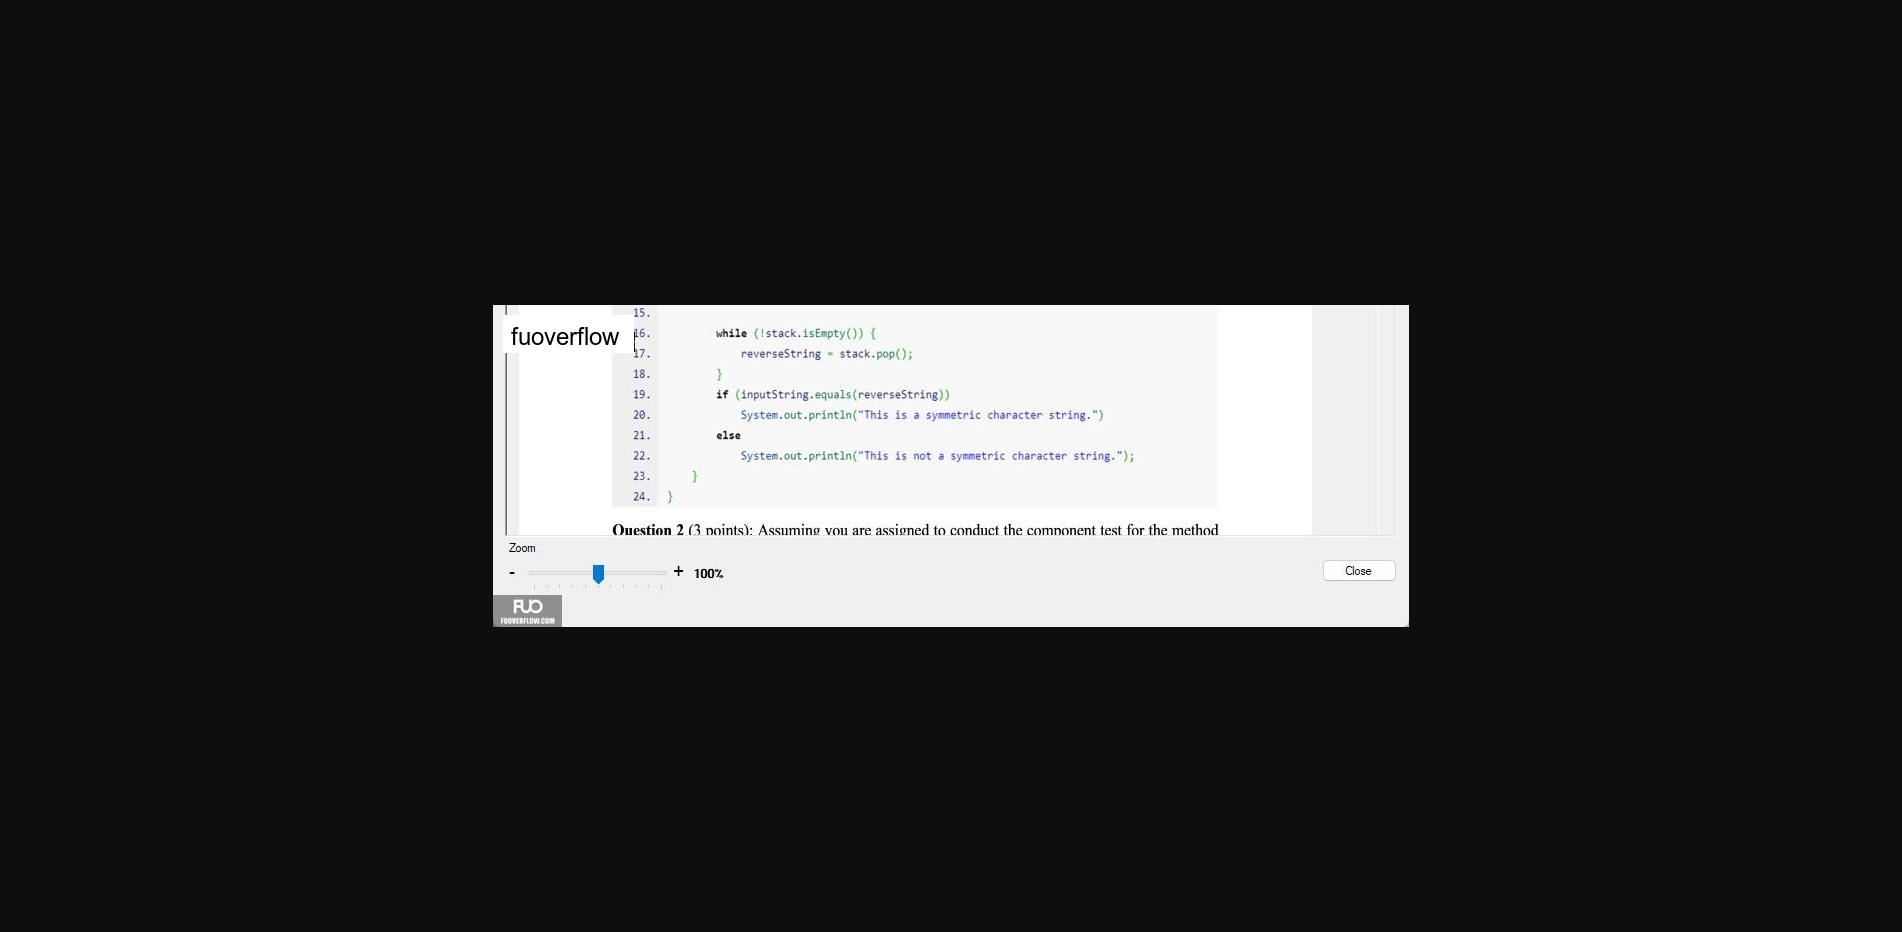 15.
fuoverflow
16. while (!stack.isEmpty()) {
17. reverseString = stack.pop();
18. }
19. if (inputString.equals(reverseString))
20. System.out.println("This is a symmetric character string.")
21. else
22. System.out.println("This is not a symmetric character string.");
23. }
24. }
Question 2 (3 points): Assuming you are assigned to conduct the component test for the method
Zoom
- + 100%
Close
FUO
FUOVERFLOW.COM